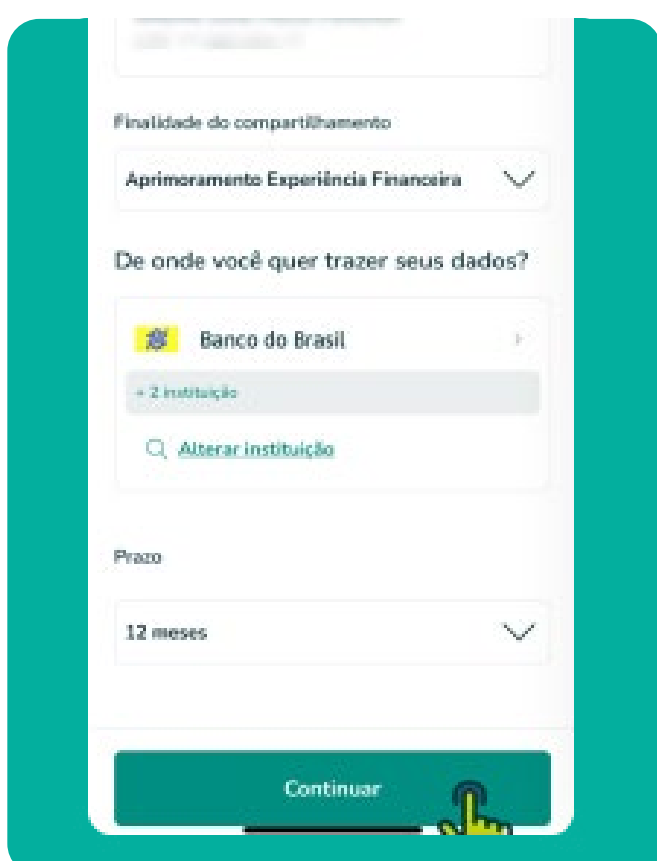 Finalidade do compartilhamento
Aprimoramento Experiência Financeira
De onde você quer trazer seus dados?
Banco do Brasil
+ 2 instituição
Alterar instituição
Prazo
12 meses
Continuar